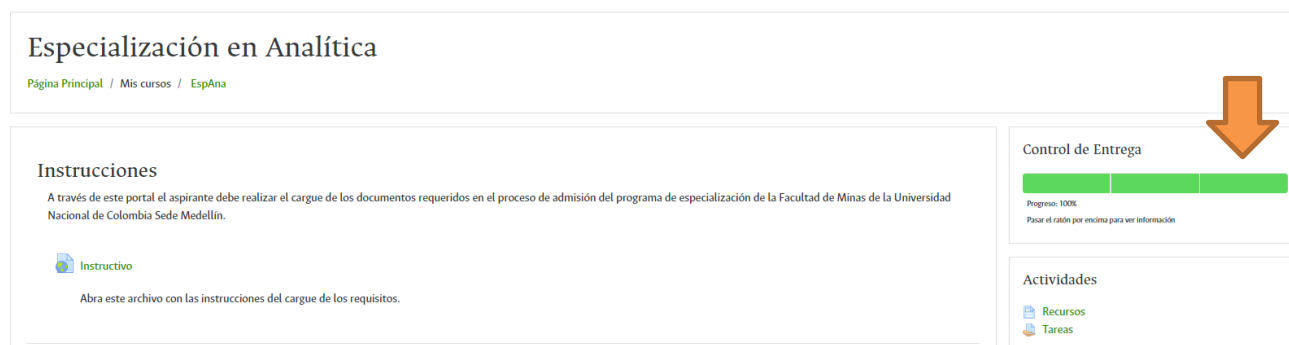 Especialización en Analítica
Página Principal / Mis cursos / EspAna
Instrucciones
A través de este portal el aspirante debe realizar el cargue de los documentos requeridos en el proceso de admisión del programa de especialización de la Facultad de Minas de la Universidad
Nacional de Colombia Sede Medellín.
Instructivo
Abra este archivo con las instrucciones del cargue de los requisitos.
Control de Entrega
Progreso: 100%
Pasar el ratón por encima para ver información
Actividades
Recursos
Tareas